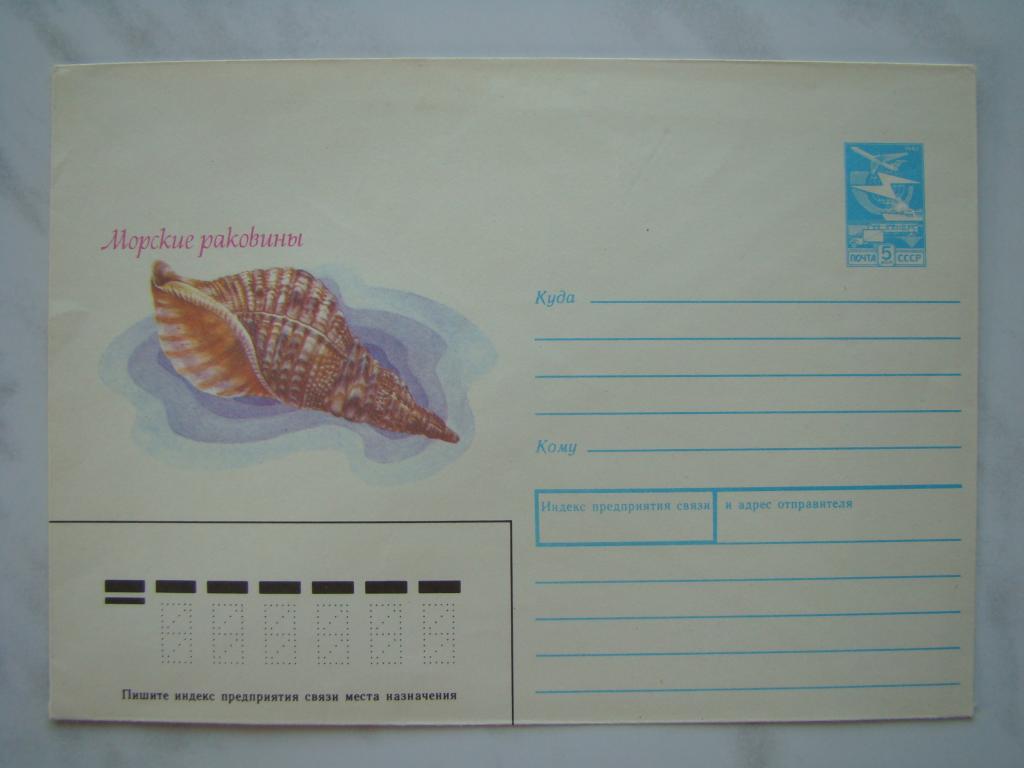 Морские раковины
ПОЧТА 5 СССР
Куда
Кому
Индекс предприятия связи и адрес отправителя
Пишите индекс предприятия связи места назначения